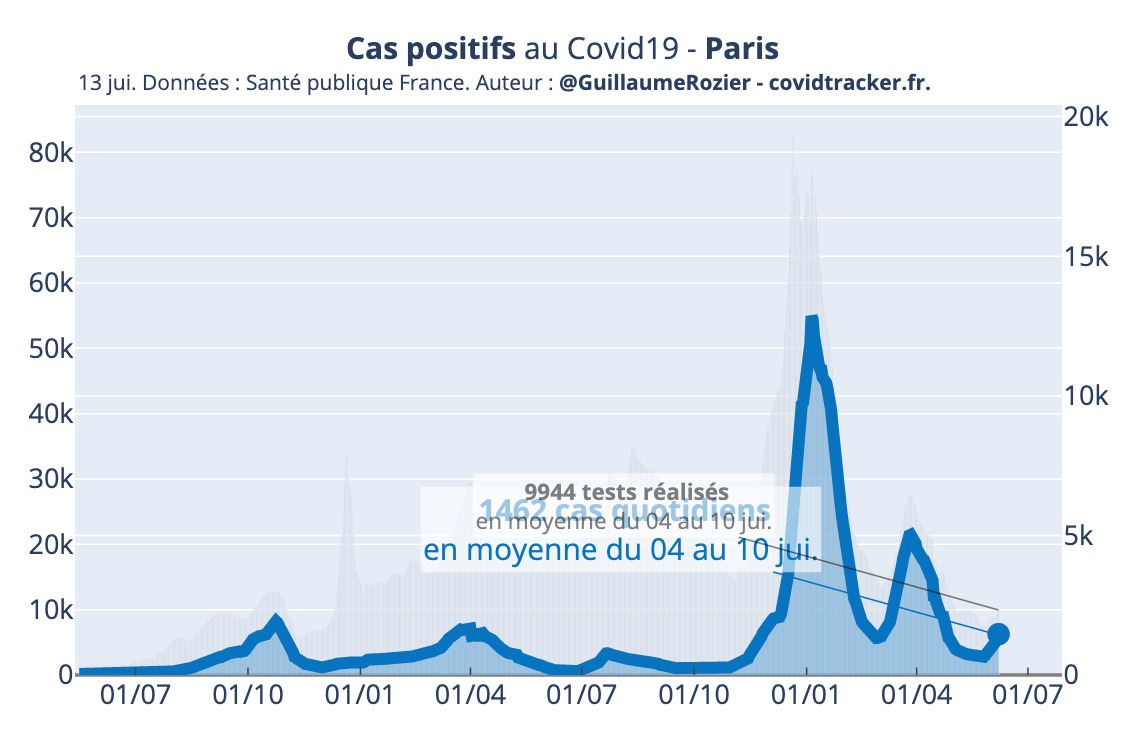 Cas positifs au Covid19 - Paris
13 jui. Données : Santé publique France. Auteur : @GuillaumeRozier - covidtracker.fr.
20k
80k
70k
15k
60k
50k
10k
40k
30k
9944 tests réalisés
1462 cas quotidiens
en moyenne du 04 au 10 jui.
en moyenne du 04 au 10 jui.
5k
20k
10k
0
0
01/07 01/10 01/01 01/04 01/07 01/10 01/01 01/04 01/07